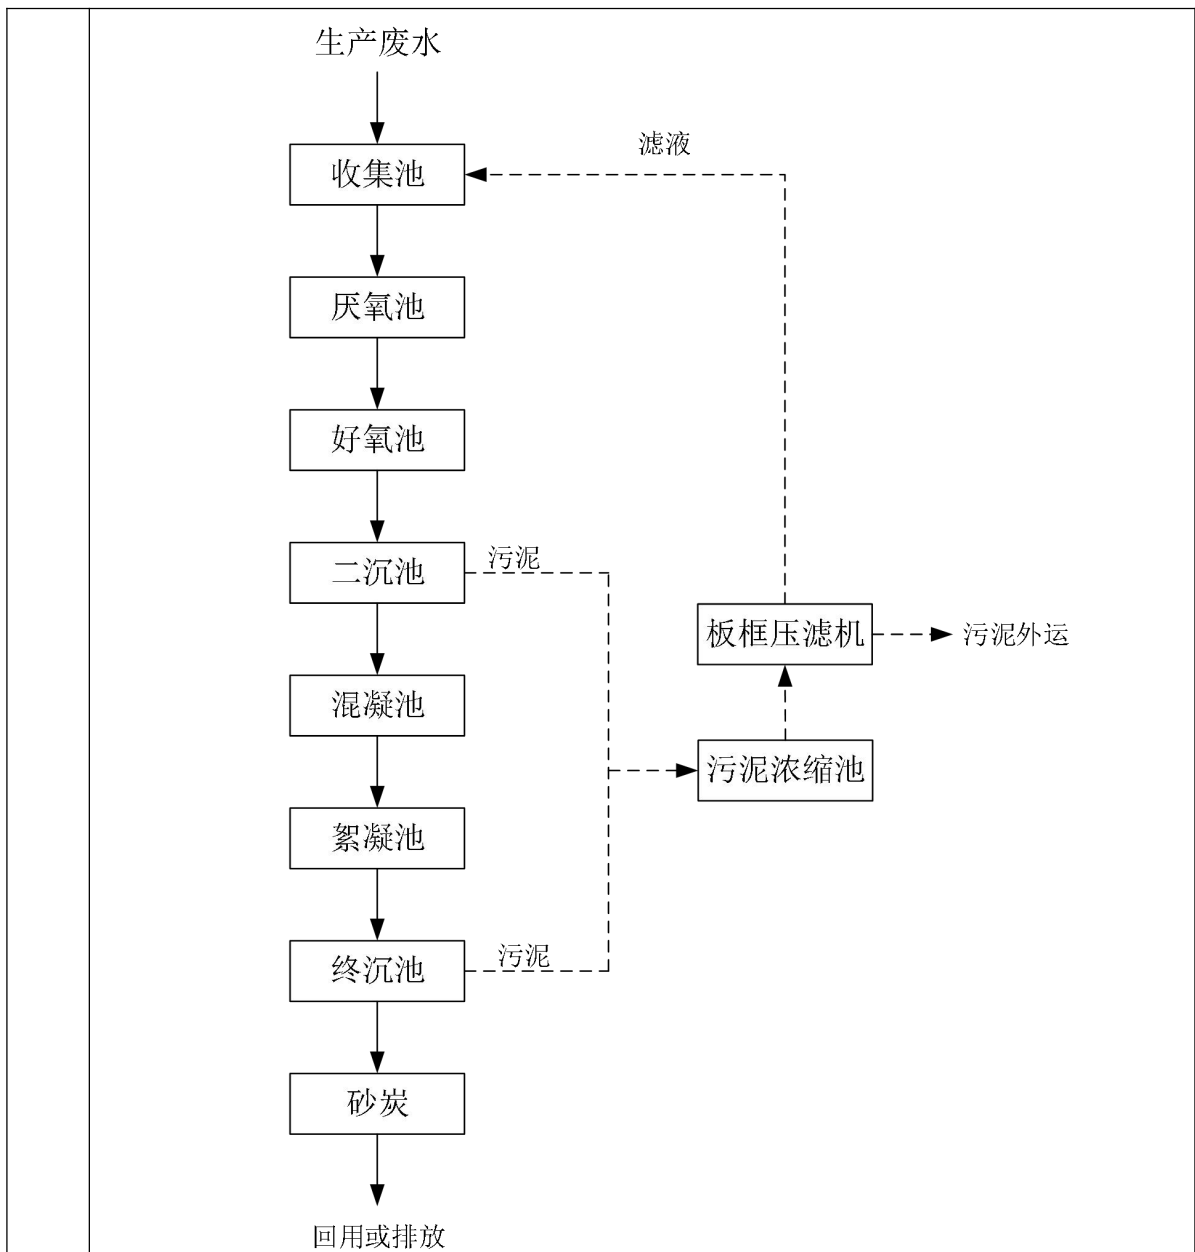 生产废水
滤液
收集池
厌氧池
好氧池
污泥
二沉池
板框压滤机
污泥外运
混凝池
污泥浓缩池
絮凝池
污泥
终沉池
砂炭
回用或排放